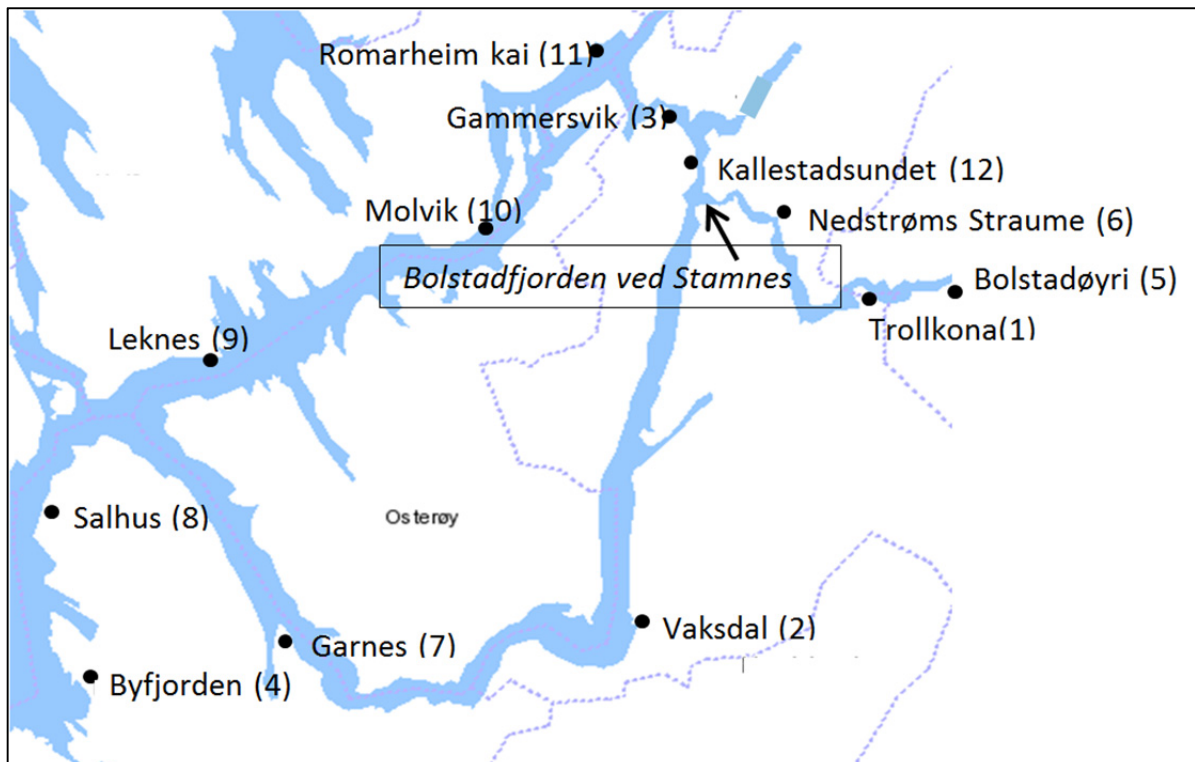 Romarheim kai (11)
Gammersvik (3)
Kallestadsundet (12)
Molvik (10)
Nedstrøms Straume (6)
Bolstadfjorden ved Stamnes
Bolstadøyri (5)
Trollkona(1)
Leknes (9)
Salhus (8)
Osterøy
Vaksdal (2)
Garnes (7)
Byfjorden (4)